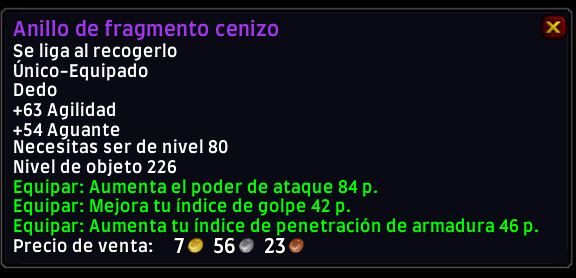 Anillo de fragmento cenizo
Se liga al recogerlo
Único-Equipado
Dedo
+63 Agilidad
+54 Aguante
Necesitas ser de nivel 80
Nivel de objeto 226
Equipar: Aumenta el poder de ataque 84 p.
Equipar: Mejora tu índice de golpe 42 p.
Equipar: Aumenta tu índice de penetración de armadura 46 p.
Precio de venta: 7 56 23